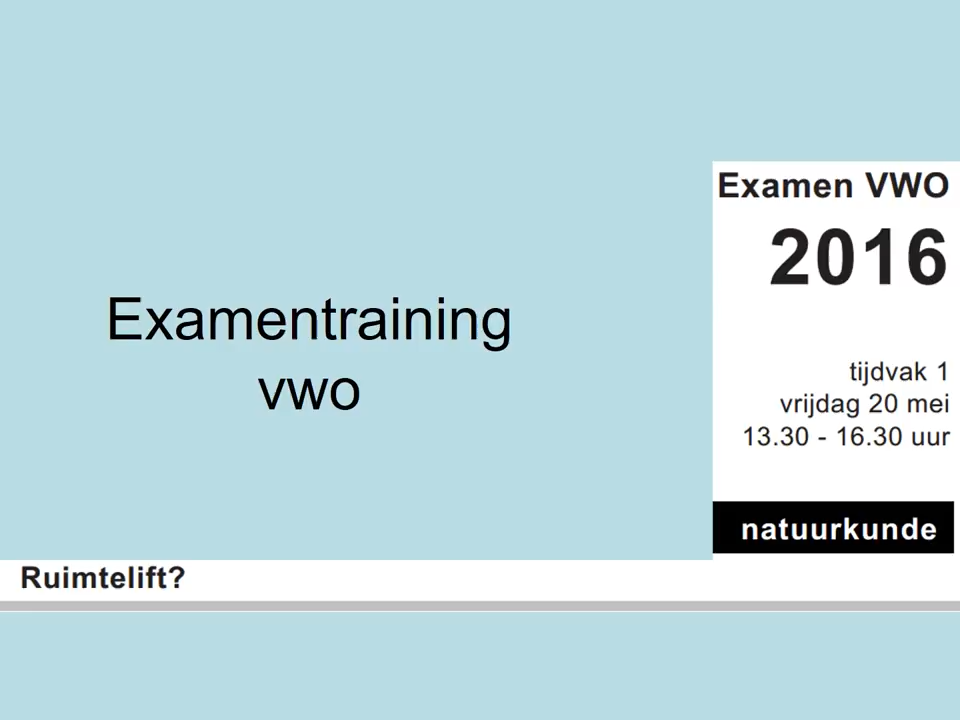 Examen VWO
2016
Examentraining
vwo
tijdvak 1
vrijdag 20 mei
13.30 - 16.30 uur
natuurkunde
Ruimtelift?